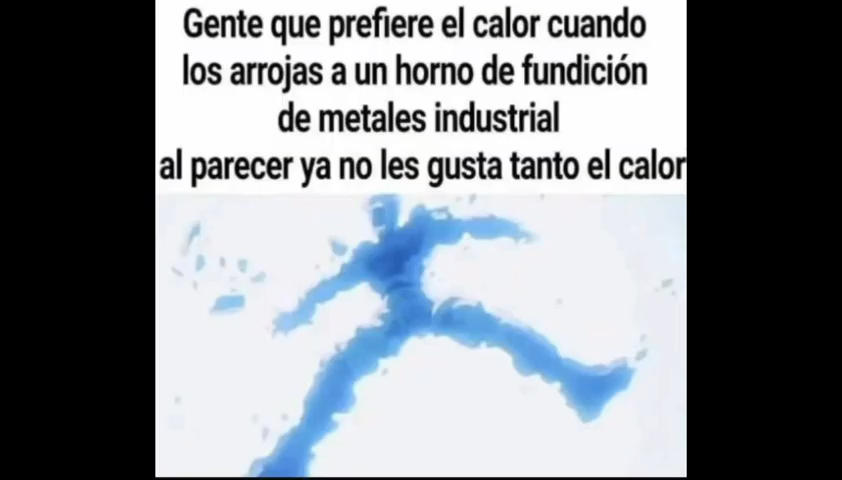 Gente que prefiere el calor cuando
los arrojas a un horno de fundición
de metales industrial
al parecer ya no les gusta tanto el calor